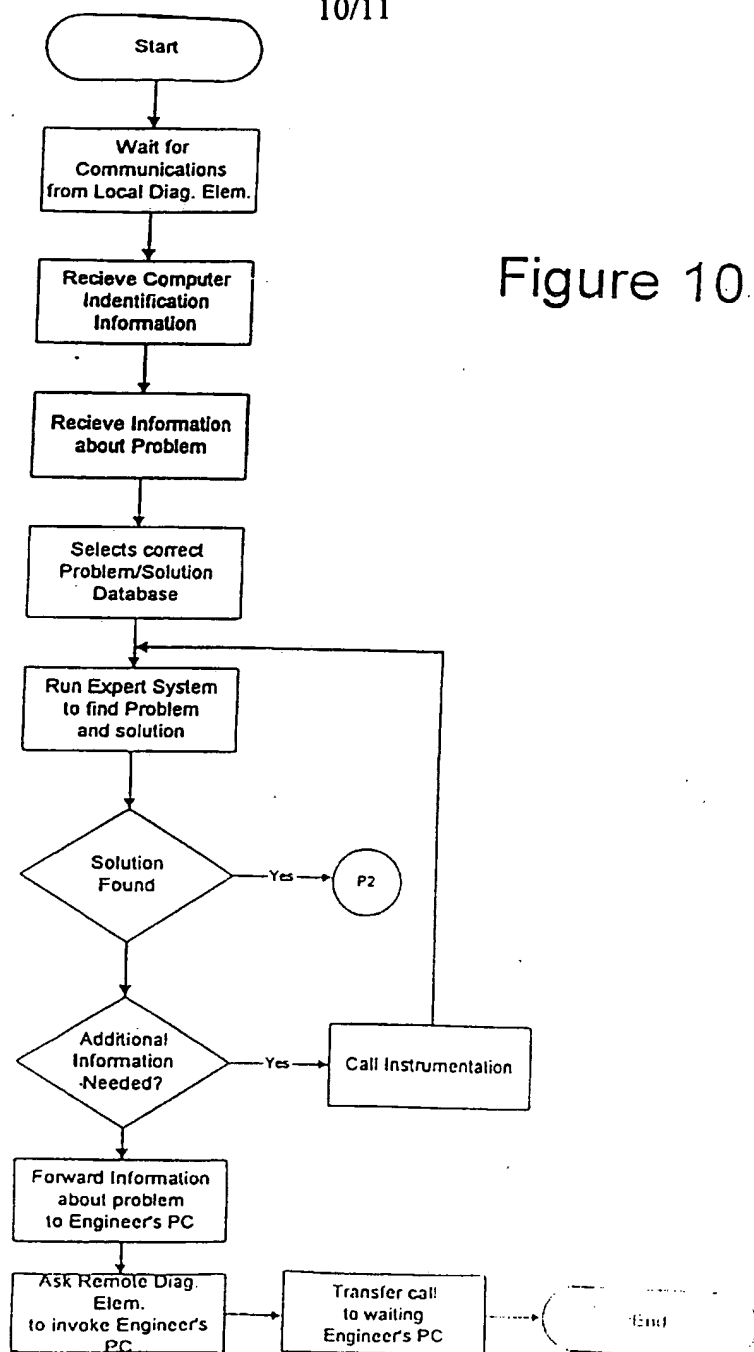 10/11
Start
Wait for
Communications
from Local Diag. Elem.
Recieve Computer
Indentification
Information
Figure 10
Recieve Information
about Problem
Selects correct
Problem/Solution
Database
Run Expert System
to find Problem
and solution
Solution
Found
Yes
P2
Additional
Information
Needed?
Yes
Call Instrumentation
Forward Information
about problem
to Engineer's PC
Ask Remote Diag.
Elem.
to invoke Engineer's
PC
Transfer call
to waiting
Engineer's PC
End